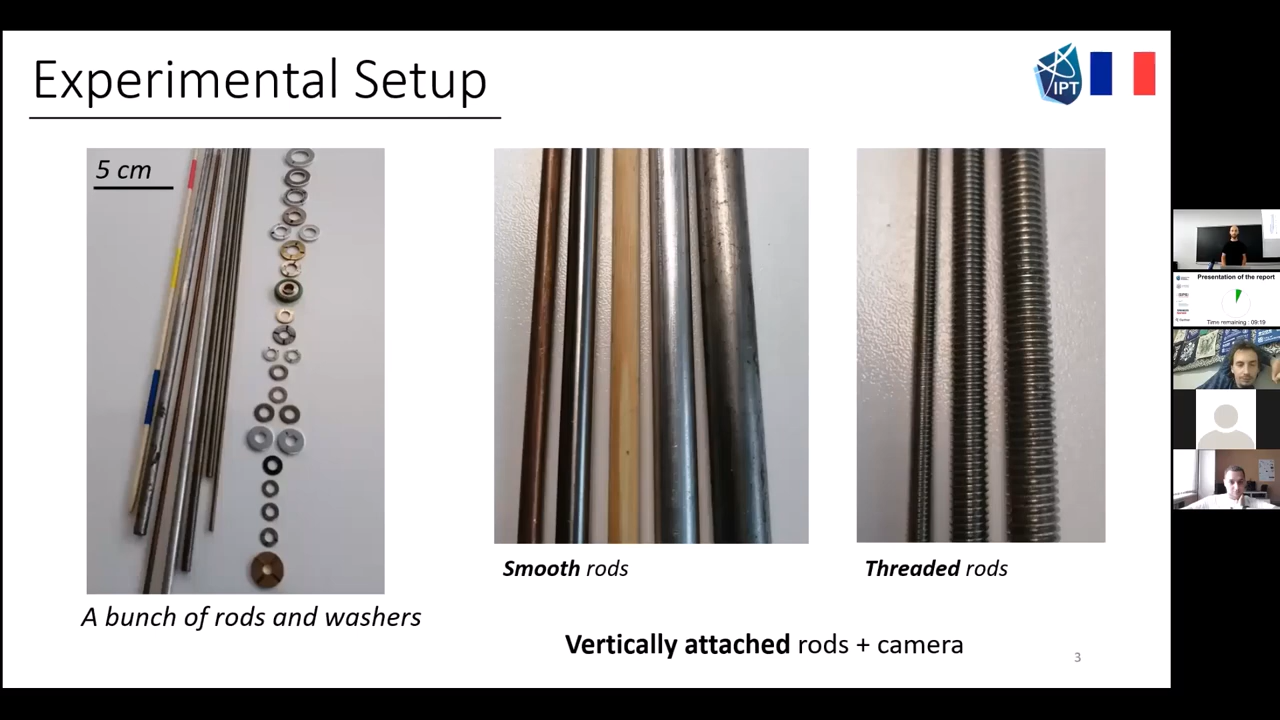 Experimental Setup
IPT
5 cm
A bunch of rods and washers
Smooth rods
Threaded rods
Vertically attached rods + camera
3
Presentation of the report
Time remaining : 09:19